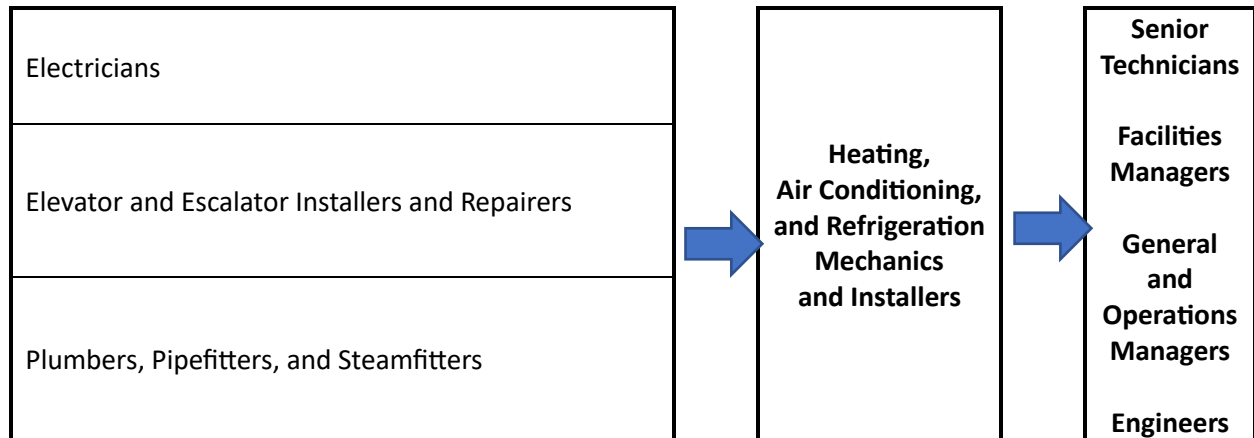 Electricians
Elevator and Escalator Installers and Repairers
Plumbers, Pipefitters, and Steamfitters
Heating,
Air Conditioning,
and Refrigeration
Mechanics
and Installers
Senior
Technicians
Facilities
Managers
General
and
Operations
Managers
Engineers